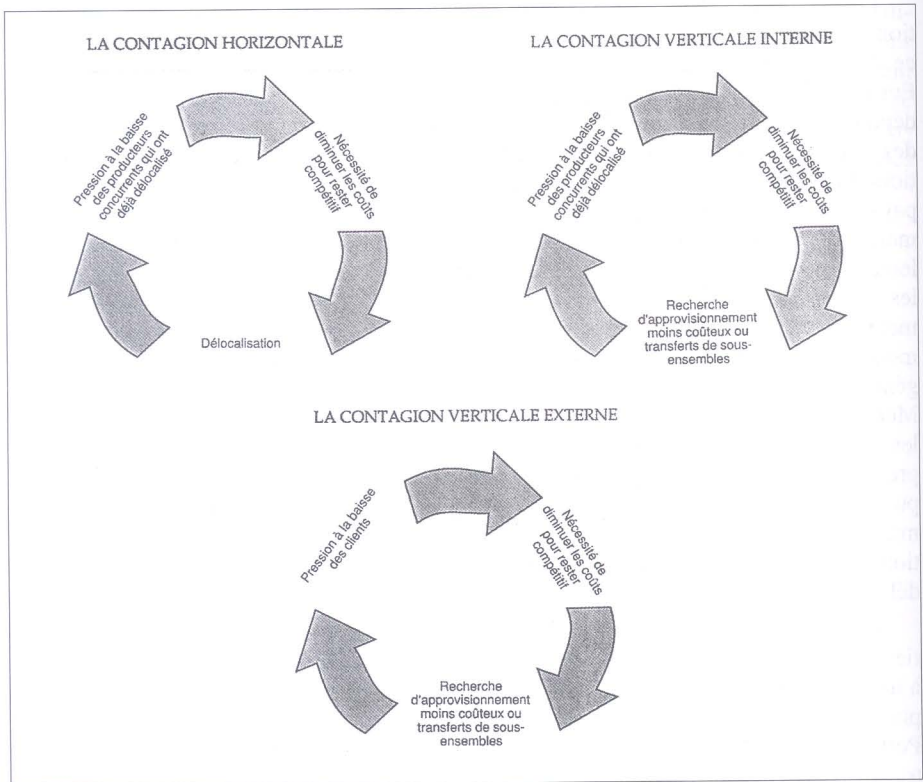 LA CONTAGION HORIZONTALE
Pression à la baisse
des producteurs
concurrents qui ont
déjà délocalisé
Nécessité de
diminuer les coûts
pour rester
compétitif
Délocalisation
LA CONTAGION VERTICALE INTERNE
Pression à la baisse
des producteurs
concurrents qui ont
déjà délocalisé
Nécessité de
diminuer les coûts
pour rester
compétitif
Recherche
d'approvisionnement
moins coûteux ou
transferts de sous-
ensembles
LA CONTAGION VERTICALE EXTERNE
Pression à la baisse
des clients
Nécessité de
diminuer les coûts
pour rester
compétitif
Recherche
d'approvisionnement
moins coûteux ou
transferts de sous-
ensembles